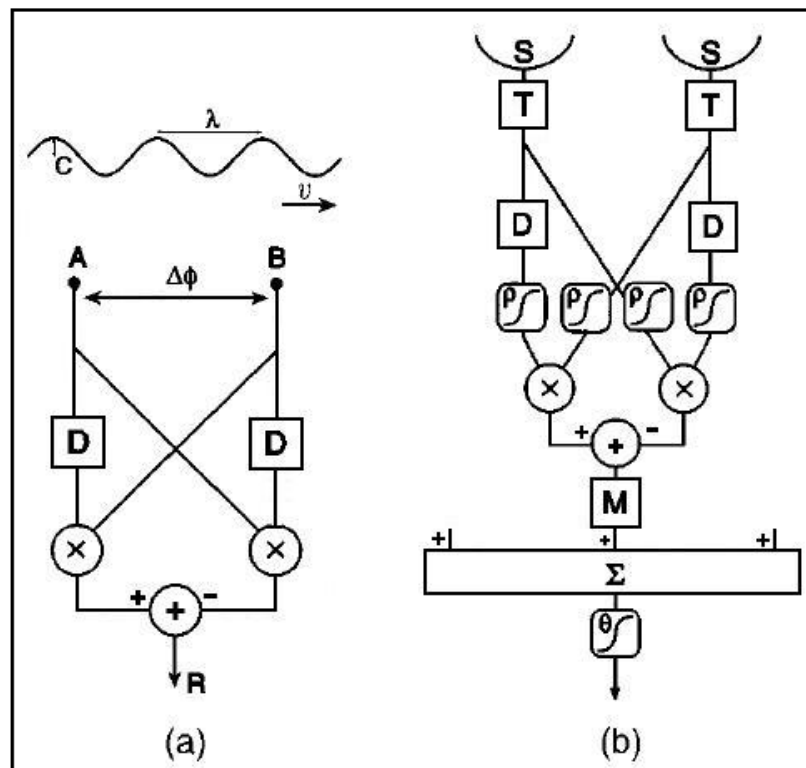 λ
C
υ
A B
Δϕ
D D
× ×
+ + −
R
(a)
S S
T T
D D
ρ ρ ρ ρ
× ×
+ + −
M
+ + +
Σ
θ
(b)